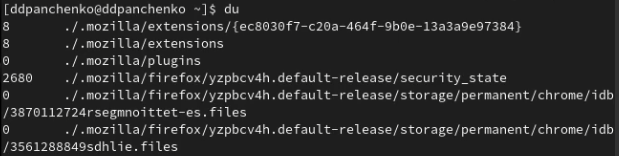 [ddpanchenko@ddpanchenko ~]$ du
8       ./.mozilla/extensions/{ec8030f7-c20a-464f-9b0e-13a3a9e97384}
8       ./.mozilla/extensions
0       ./.mozilla/plugins
2680    ./.mozilla/firefox/yzpbcv4h.default-release/security_state
0       ./.mozilla/firefox/yzpbcv4h.default-release/storage/permanent/chrome/idb
/3870112724rsegmnoittet-es.files
0       ./.mozilla/firefox/yzpbcv4h.default-release/storage/permanent/chrome/idb
/3561288849sdhlie.files